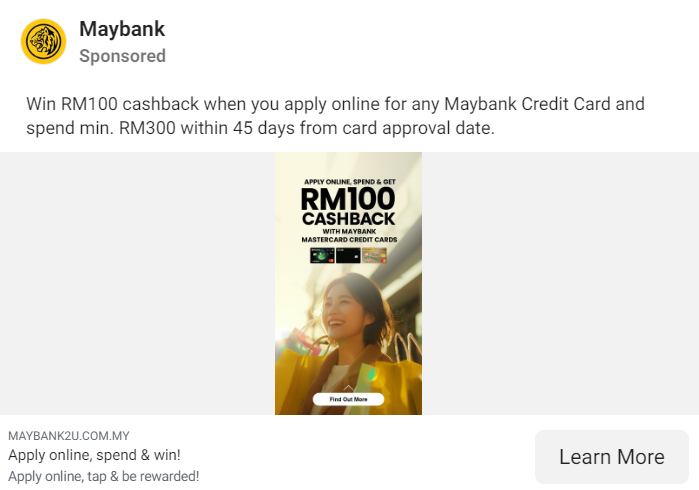 Maybank
Sponsored
Win RM100 cashback when you apply online for any Maybank Credit Card and
spend min. RM300 within 45 days from card approval date.
APPLY ONLINE, SPEND & GET
RM100
CASHBACK
WITH MAYBANK
MASTERCARD CREDIT CARDS
Find Out More
MAYBANK2U.COM.MY
Apply online, spend & win!
Apply online, tap & be rewarded!
Learn More